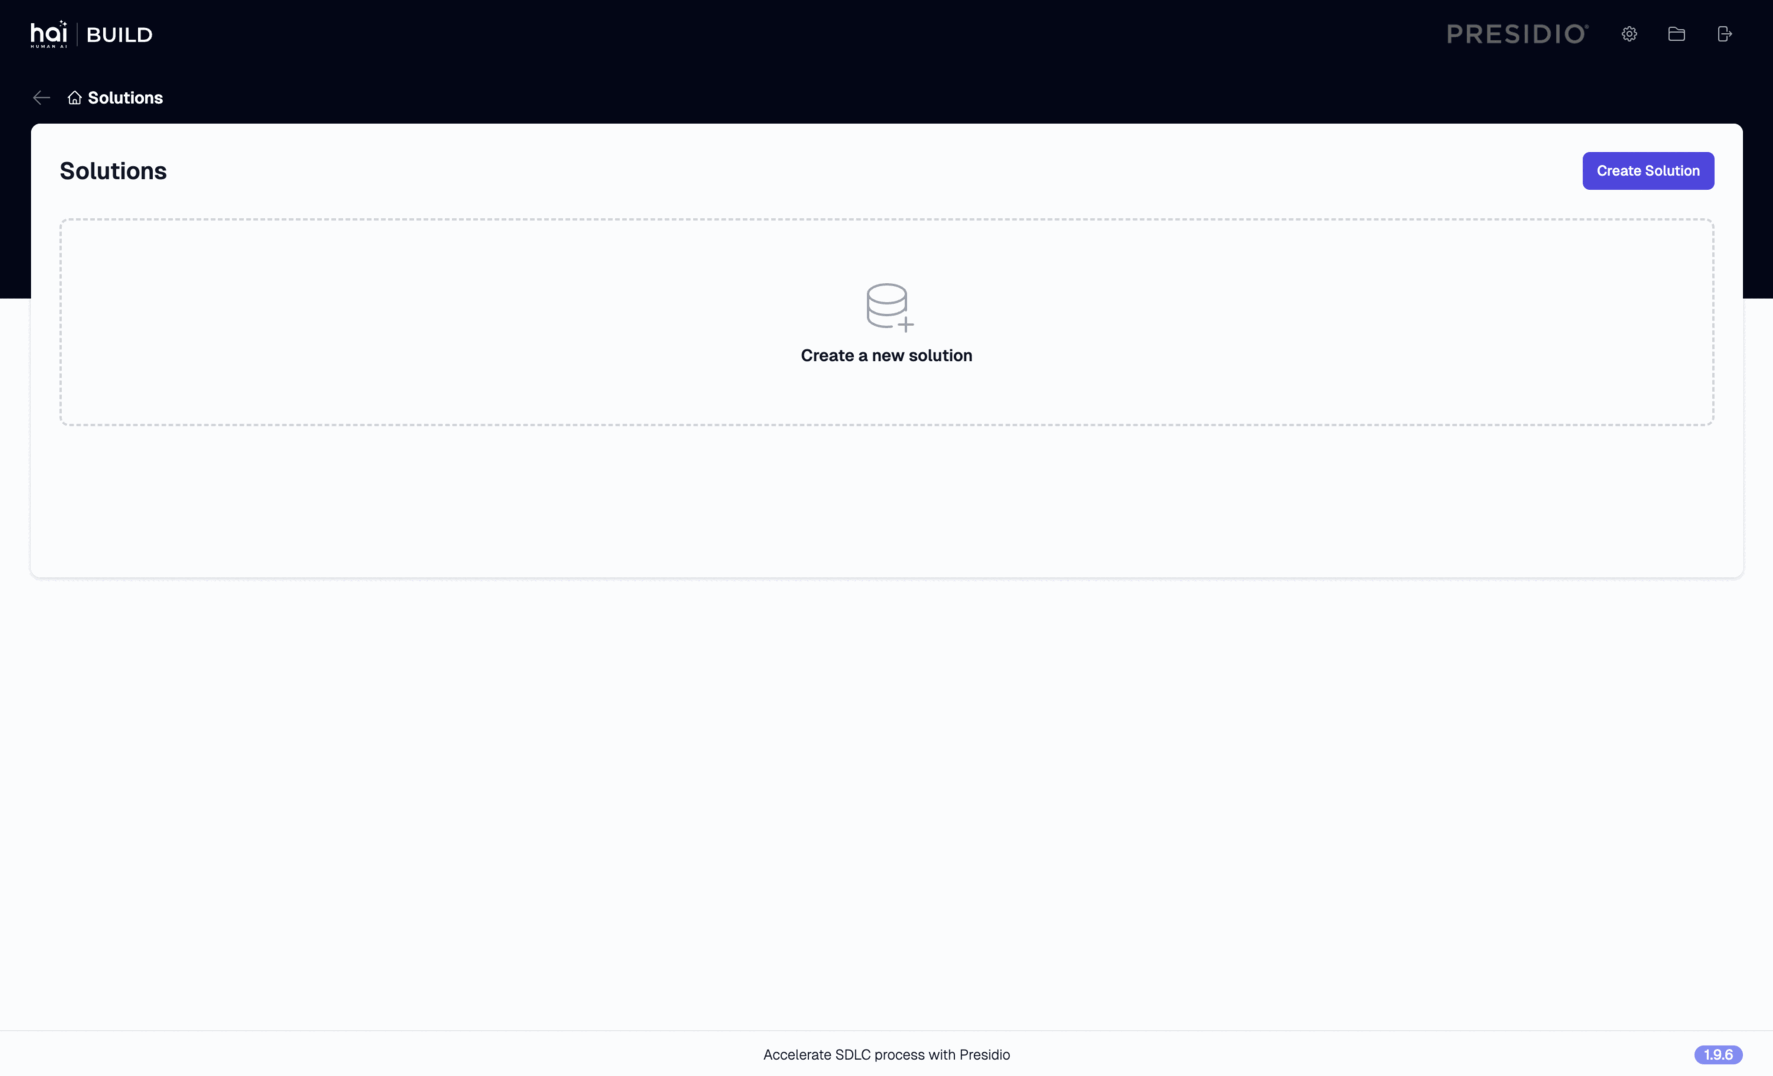 hai
HUMAN AI
BUILD
PRESIDIO®
Solutions
Solutions
Create Solution
Create a new solution
Accelerate SDLC process with Presidio
1.9.6